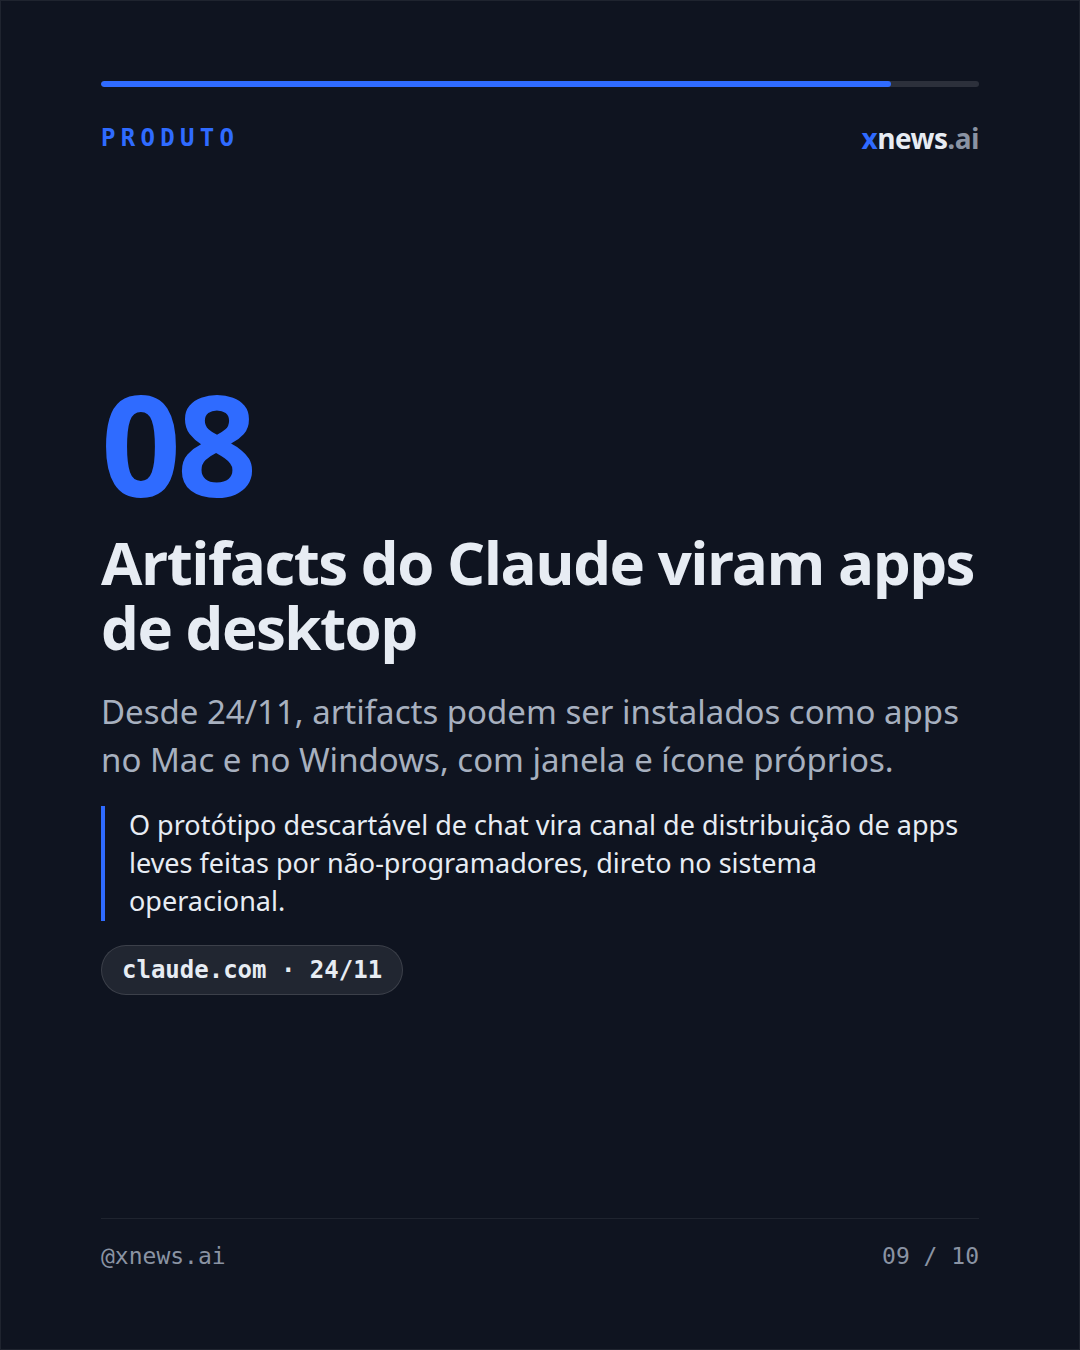 PRODUTO
xnews.ai
08
Artifacts do Claude viram apps
de desktop
Desde 24/11, artifacts podem ser instalados como apps
no Mac e no Windows, com janela e ícone próprios.
O protótipo descartável de chat vira canal de distribuição de apps
leves feitas por não-programadores, direto no sistema
operacional.
claude.com · 24/11
@xnews.ai
09 / 10